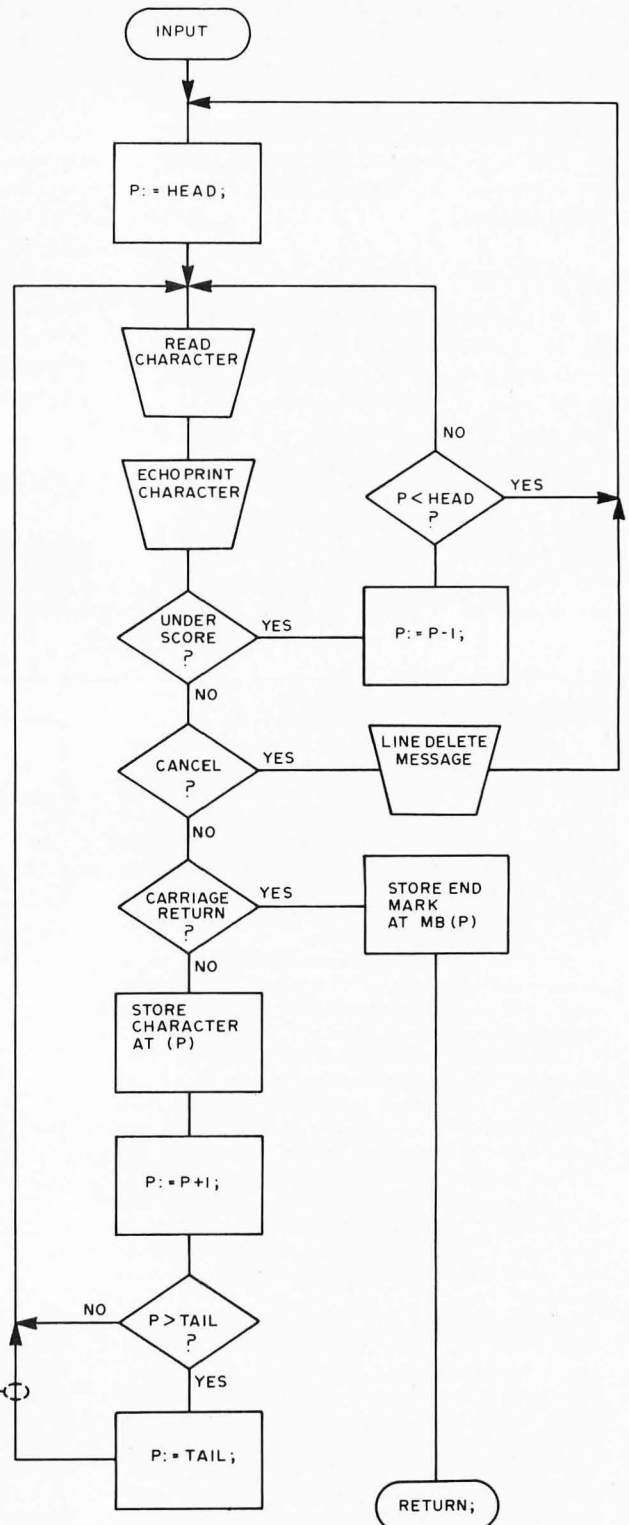 INPUT
P: = HEAD;
READ
CHARACTER
ECHO PRINT
CHARACTER
NO
P < HEAD
?
YES
UNDER
SCORE
?
YES
P: = P-1;
NO
CANCEL
?
YES
LINE DELETE
MESSAGE
NO
CARRIAGE
RETURN
?
YES
STORE END
MARK
AT MB (P)
NO
STORE
CHARACTER
AT (P)
P: = P+1;
NO
P > TAIL
?
YES
P: = TAIL;
RETURN;